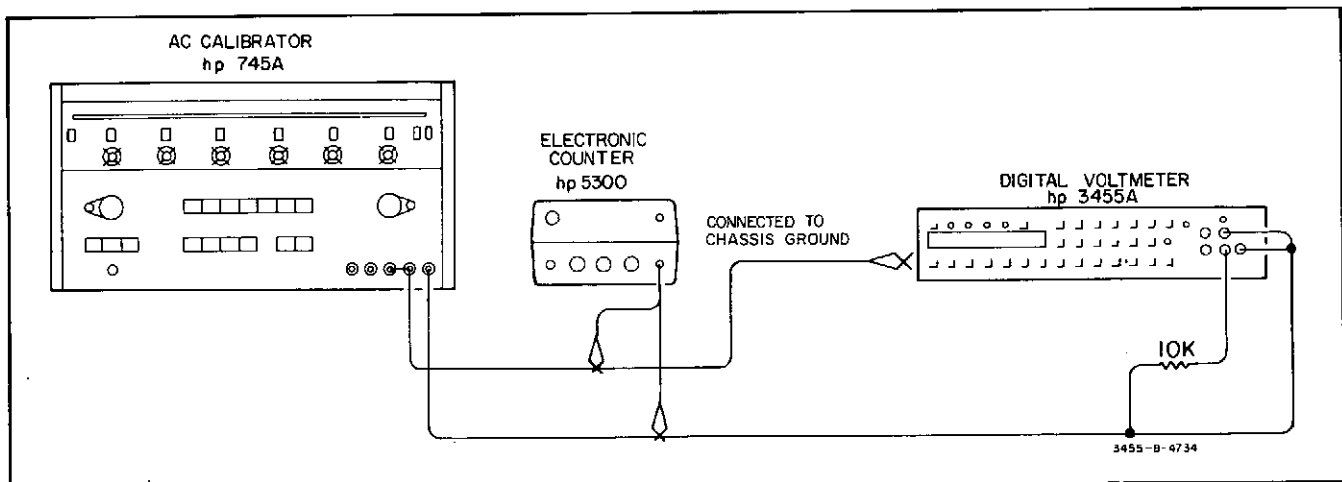 AC CALIBRATOR
hp 745A
ELECTRONIC
COUNTER
hp 5300
CONNECTED TO
CHASSIS GROUND
DIGITAL VOLTMETER
hp 3455A
10K
3455-B-4734